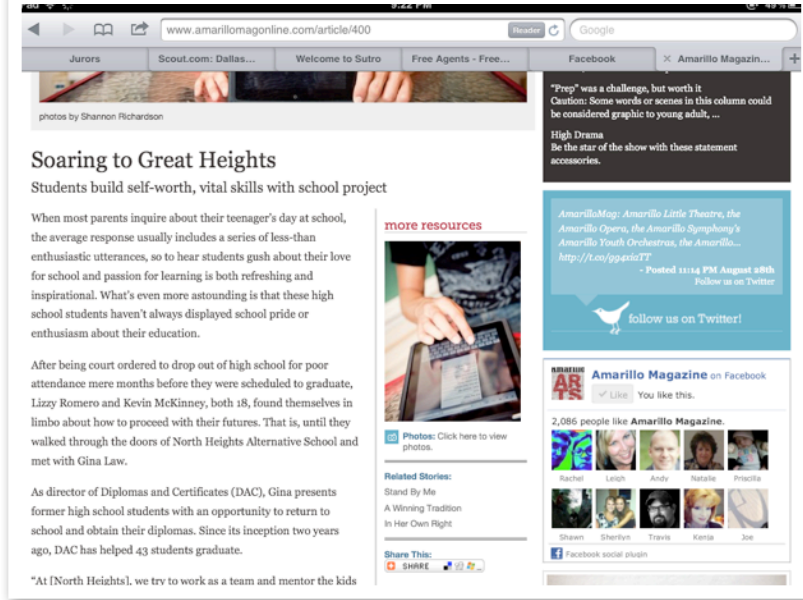 9:22 PM
49%
www.amarillomagonline.com/article/400
Reader
Google
Jurors
Scout.com: Dallas...
Welcome to Sutro
Free Agents - Free...
Facebook
Amarillo Magazin...
photos by Shannon Richardson
Soaring to Great Heights
Students build self-worth, vital skills with school project
When most parents inquire about their teenager's day at school,
the average response usually includes a series of less-than
enthusiastic utterances, so to hear students gush about their love
for school and passion for learning is both refreshing and
inspirational. What's even more astounding is that these high
school students haven't always displayed school pride or
enthusiasm about their education.
After being court ordered to drop out of high school for poor
attendance mere months before they were scheduled to graduate,
Lizzy Romero and Kevin McKinney, both 18, found themselves in
limbo about how to proceed with their futures. That is, until they
walked through the doors of North Heights Alternative School and
met with Gina Law.
As director of Diplomas and Certificates (DAC), Gina presents
former high school students with an opportunity to return to
school and obtain their diplomas. Since its inception two years
ago, DAC has helped 43 students graduate.
"At [North Heights], we try to work as a team and mentor the kids
more resources
Photos: Click here to view
photos.
Related Stories:
Stand By Me
A Winning Tradition
In Her Own Right
Share This:
SHARE
"Prep" was a challenge, but worth it
Caution: Some words or scenes in this column could
be considered graphic to young adult, ...
High Drama
Be the star of the show with these statement
accessories.
AmarilloMag: Amarillo Little Theatre, the
Amarillo Opera, the Amarillo Symphony's
Amarillo Youth Orchestras, the Amarillo...
http://t.co/gg4xiaTT
- Posted 11:14 PM August 28th
Follow us on Twitter
follow us on Twitter!
AMARILLO
ARTS
Amarillo Magazine on Facebook
Like You like this.
2,086 people like Amarillo Magazine.
Rachel Leigh Andy Natalie Priscilla
Shawn Sherilyn Travis Kenia Joe
Facebook social plugin